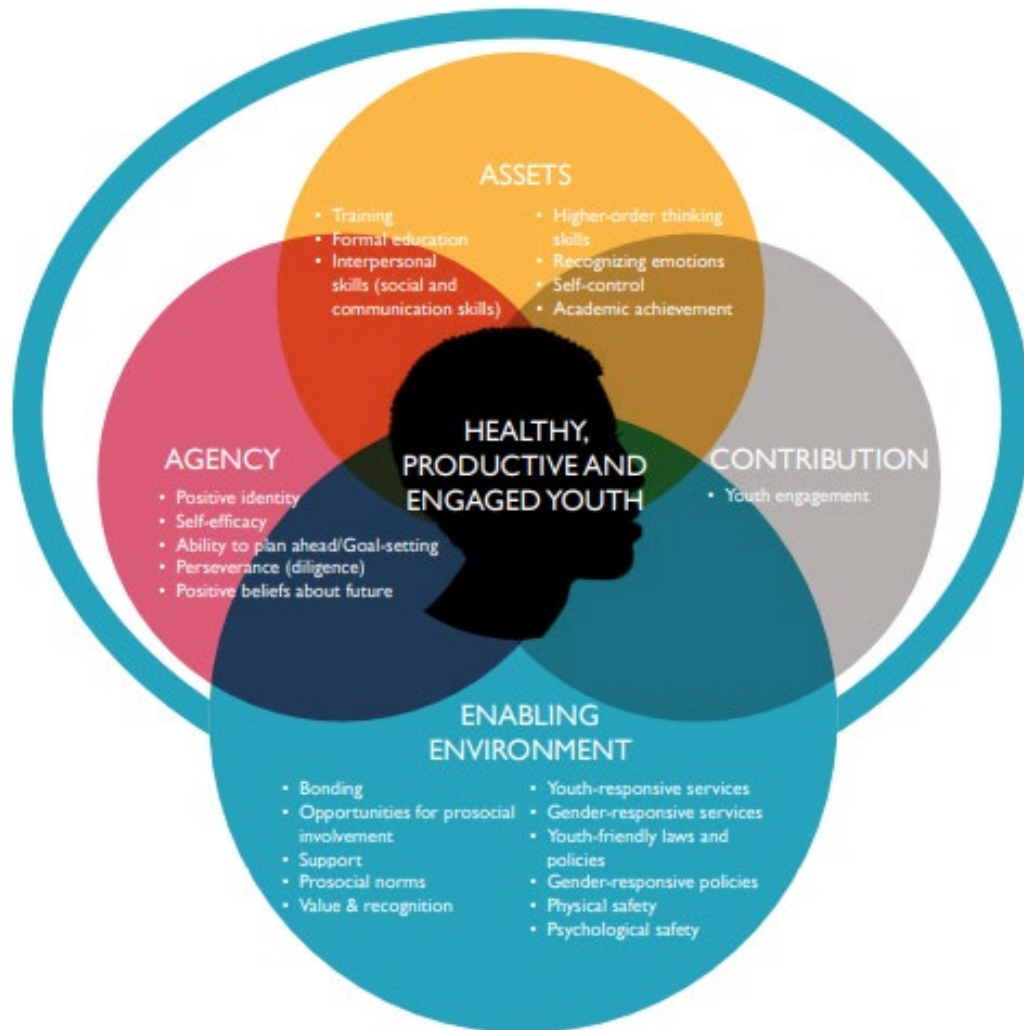 ASSETS
• Training
• Formal education
• Interpersonal
skills (social and
communication skills)
• Higher-order thinking
skills
• Recognizing emotions
• Self-control
• Academic achievement
HEALTHY,
PRODUCTIVE AND
ENGAGED YOUTH
AGENCY
• Positive identity
• Self-efficacy
• Ability to plan ahead/Goal-setting
• Perseverance (diligence)
• Positive beliefs about future
CONTRIBUTION
• Youth engagement
ENABLING
ENVIRONMENT
• Bonding
• Opportunities for prosocial
involvement
• Support
• Prosocial norms
• Value & recognition
• Youth-responsive services
• Gender-responsive services
• Youth-friendly laws and
policies
• Gender-responsive policies
• Physical safety
• Psychological safety